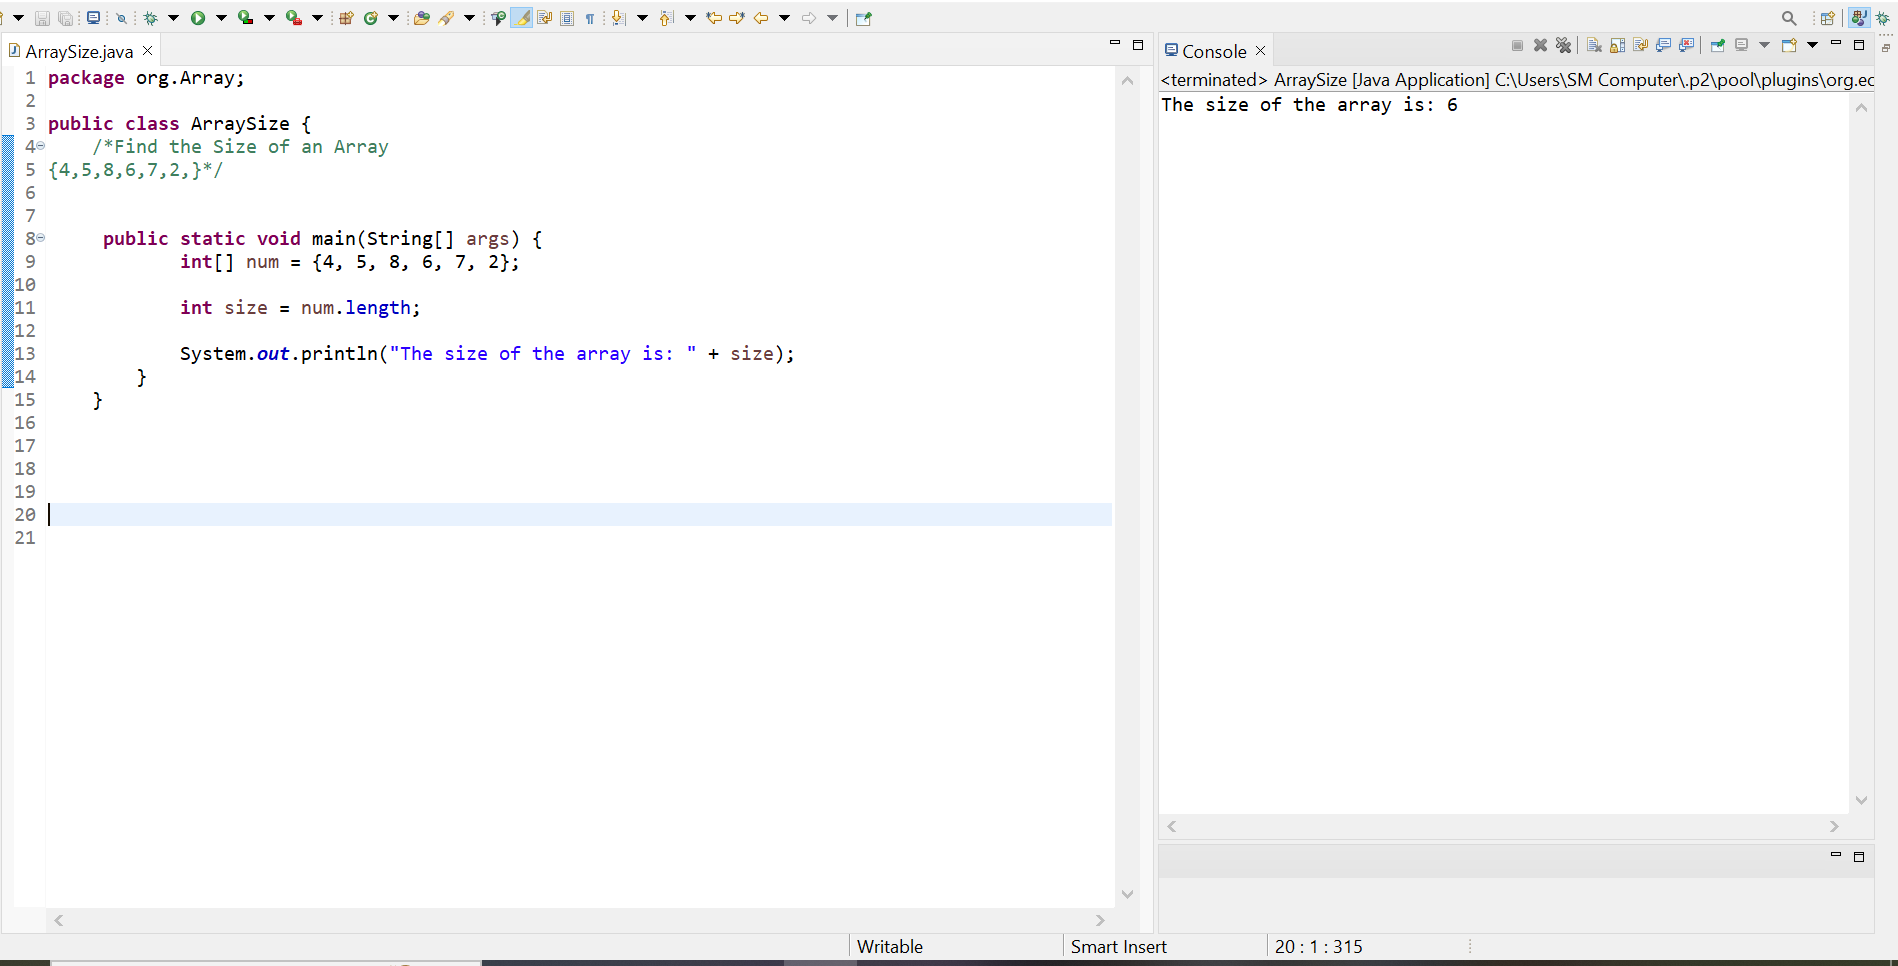 ArraySize.java
1 package org.Array;
2
3 public class ArraySize {
4 /*Find the Size of an Array
5 {4,5,8,6,7,2,}*/
6
7
8 public static void main(String[] args) {
9 int[] num = {4, 5, 8, 6, 7, 2};
10
11 int size = num.length;
12
13 System.out.println("The size of the array is: " + size);
14 }
15 }
16
17
18
19
20
21
Console
<terminated> ArraySize [Java Application] C:\Users\SM Computer\.p2\pool\plugins\org.ec
The size of the array is: 6
Writable
Smart Insert
20 : 1 : 315